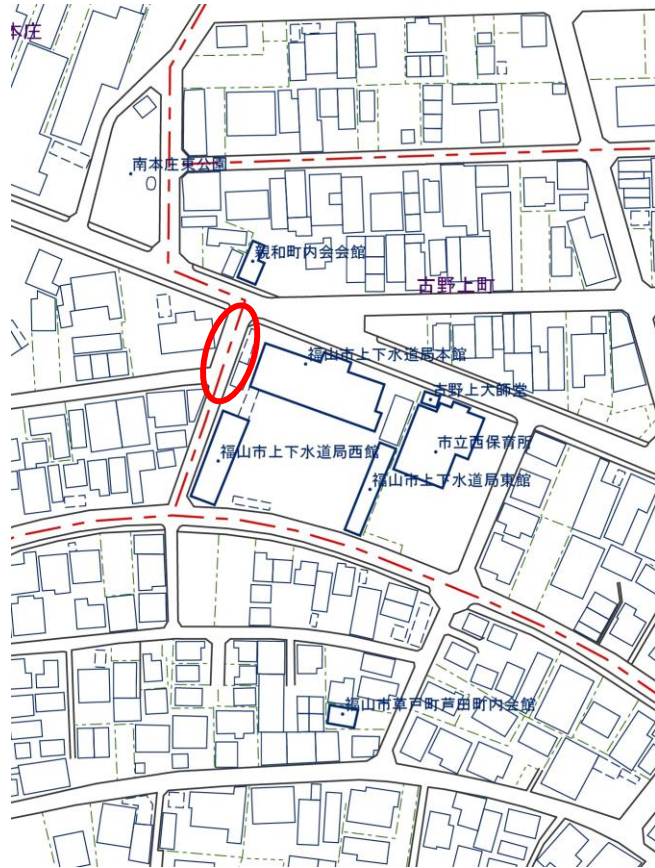 本庄
南本庄東公園
親和町内会会館
古野上町
福山市上下水道局本館
古野上大師堂
市立西保育所
福山市上下水道局西館
福山市上下水道局東館
福山市草戸町芦田町内会館